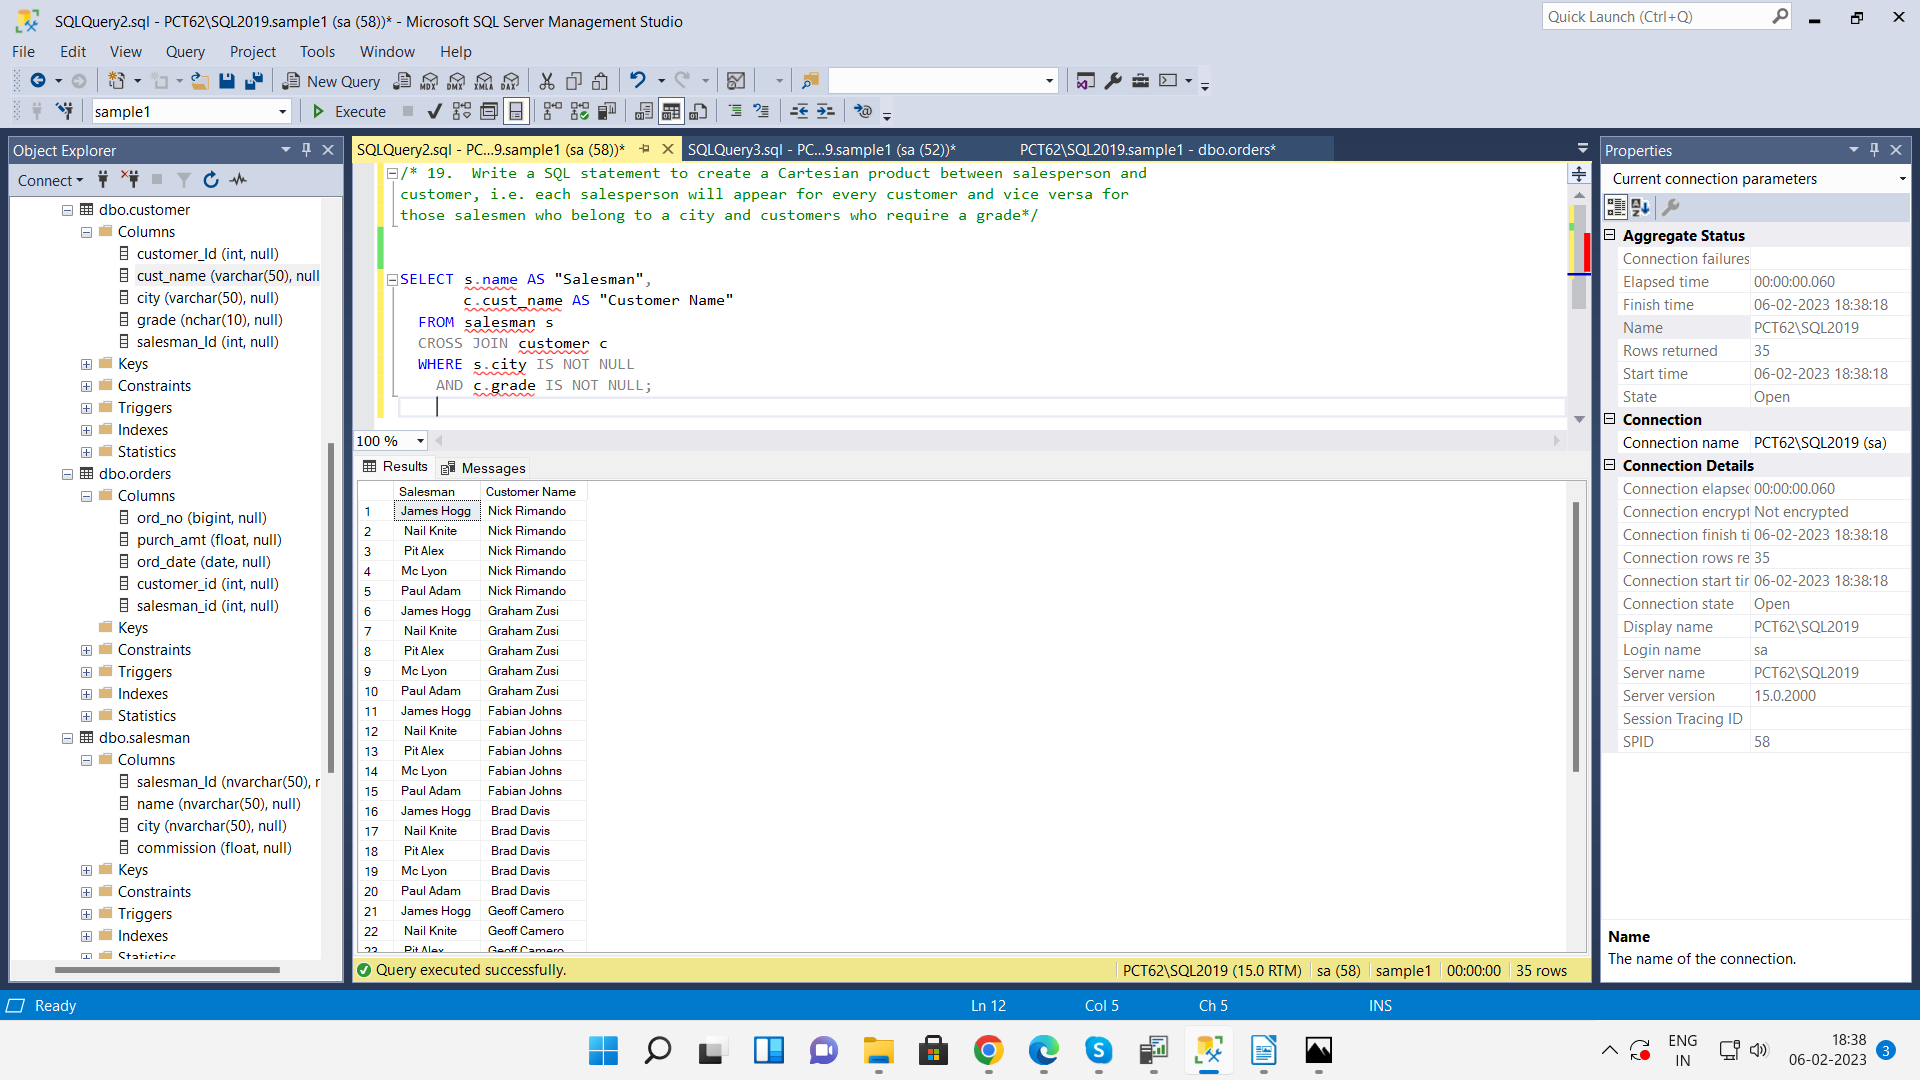 SQLQuery2.sql - PCT62\SQL2019.sample1 (sa (58))* - Microsoft SQL Server Management Studio
Quick Launch (Ctrl+Q)
File Edit View Query Project Tools Window Help
New Query MDX DMX XMLA DAX
sample1 Execute
Object Explorer
Connect
dbo.customer
Columns
customer_Id (int, null)
cust_name (varchar(50), null
city (varchar(50), null)
grade (nchar(10), null)
salesman_Id (int, null)
Keys
Constraints
Triggers
Indexes
Statistics
dbo.orders
Columns
ord_no (bigint, null)
purch_amt (float, null)
ord_date (date, null)
customer_id (int, null)
salesman_id (int, null)
Keys
Constraints
Triggers
Indexes
Statistics
dbo.salesman
Columns
salesman_Id (nvarchar(50), r
name (nvarchar(50), null)
city (nvarchar(50), null)
commission (float, null)
Keys
Constraints
Triggers
Indexes
Statistics
SQLQuery2.sql - PC...9.sample1 (sa (58))* SQLQuery3.sql - PC...9.sample1 (sa (52))* PCT62\SQL2019.sample1 - dbo.orders*
/* 19.  Write a SQL statement to create a Cartesian product between salesperson and
customer, i.e. each salesperson will appear for every customer and vice versa for
those salesmen who belong to a city and customers who require a grade*/
SELECT s.name AS "Salesman",
c.cust_name AS "Customer Name"
FROM salesman s
CROSS JOIN customer c
WHERE s.city IS NOT NULL
AND c.grade IS NOT NULL;
100 %
Results Messages
Salesman Customer Name
1 James Hogg Nick Rimando
2 Nail Knite Nick Rimando
3 Pit Alex Nick Rimando
4 Mc Lyon Nick Rimando
5 Paul Adam Nick Rimando
6 James Hogg Graham Zusi
7 Nail Knite Graham Zusi
8 Pit Alex Graham Zusi
9 Mc Lyon Graham Zusi
10 Paul Adam Graham Zusi
11 James Hogg Fabian Johns
12 Nail Knite Fabian Johns
13 Pit Alex Fabian Johns
14 Mc Lyon Fabian Johns
15 Paul Adam Fabian Johns
16 James Hogg Brad Davis
17 Nail Knite Brad Davis
18 Pit Alex Brad Davis
19 Mc Lyon Brad Davis
20 Paul Adam Brad Davis
21 James Hogg Geoff Camero
22 Nail Knite Geoff Camero
23 Pit Alex Geoff Camero
Query executed successfully. PCT62\SQL2019 (15.0 RTM) sa (58) sample1 00:00:00 35 rows
Properties
Current connection parameters
Aggregate Status
Connection failures
Elapsed time 00:00:00.060
Finish time 06-02-2023 18:38:18
Name PCT62\SQL2019
Rows returned 35
Start time 06-02-2023 18:38:18
State Open
Connection
Connection name PCT62\SQL2019 (sa)
Connection Details
Connection elapsec 00:00:00.060
Connection encrypt Not encrypted
Connection finish ti 06-02-2023 18:38:18
Connection rows re 35
Connection start tir 06-02-2023 18:38:18
Connection state Open
Display name PCT62\SQL2019
Login name sa
Server name PCT62\SQL2019
Server version 15.0.2000
Session Tracing ID
SPID 58
Name
The name of the connection.
Ready Ln 12 Col 5 Ch 5 INS
ENG
IN
18:38
06-02-2023
3